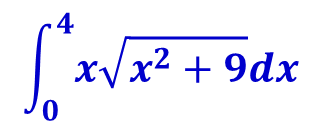 ∫₀⁴ x√(x² + 9)dx